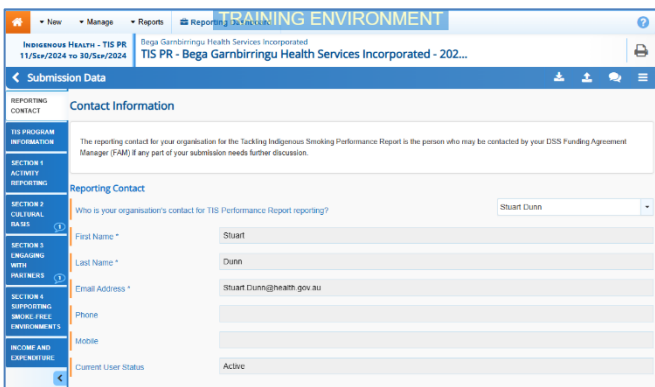 TRAINING ENVIRONMENT
New Manage Reports
INDIGENOUS HEALTH - TIS PR
11/SEP/2024 TO 30/SEP/2024
Bega Garnbirringu Health Services Incorporated
TIS PR - Bega Garnbirringu Health Services Incorporated - 202...
Submission Data
REPORTING
CONTACT
TIS PROGRAM
INFORMATION
SECTION 1
ACTIVITY
REPORTING
SECTION 2
CULTURAL
BASIS
1
SECTION 3
ENGAGING
WITH
PARTNERS
1
SECTION 4
SUPPORTING
SMOKE-FREE
ENVIRONMENTS
INCOME AND
EXPENDITURE
Contact Information
The reporting contact for your organisation for the Tackling Indigenous Smoking Performance Report is the person who may be contacted by your DSS Funding Agreement
Manager (FAM) if any part of your submission needs further discussion.
Reporting Contact
Who is your organisation's contact for TIS Performance Report reporting? Stuart Dunn
First Name * Stuart
Last Name * Dunn
Email Address * Stuart.Dunn@health.gov.au
Phone
Mobile
Current User Status Active